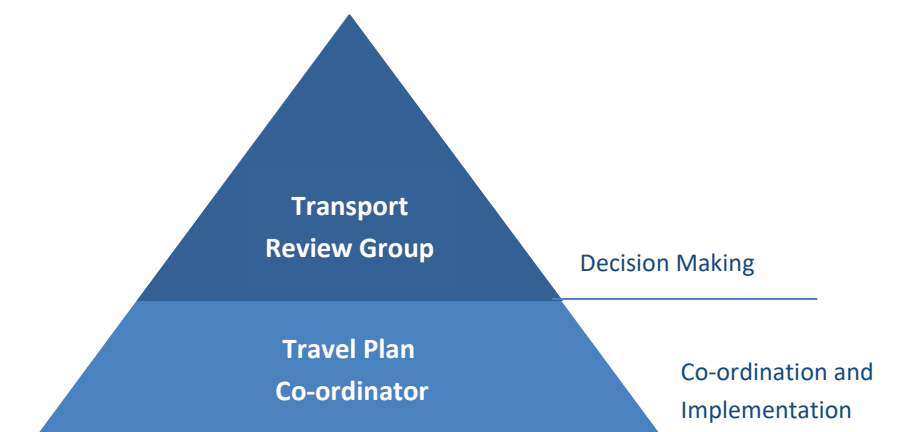 Transport
Review Group
Decision Making
Travel Plan
Co-ordinator
Co-ordination and
Implementation